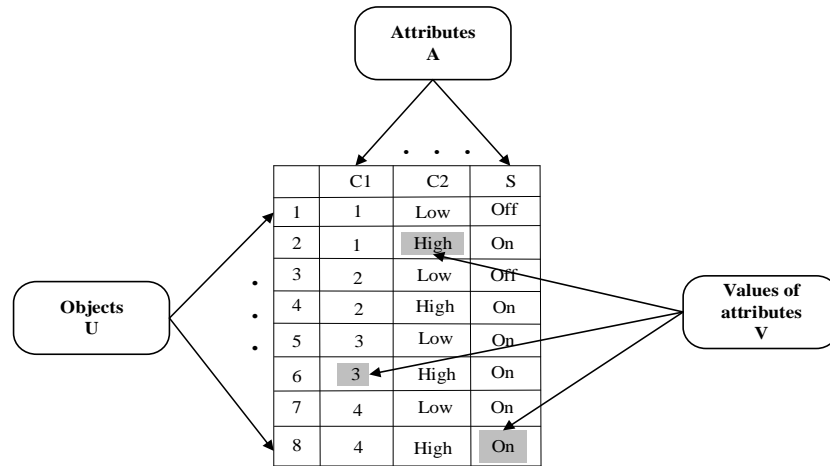 Attributes
A
. . .
C1 C2 S
1 1 Low Off
2 1 High On
3 2 Low Off
4 2 High On
5 3 Low On
6 3 High On
7 4 Low On
8 4 High On
Objects
U
Values of
attributes
V